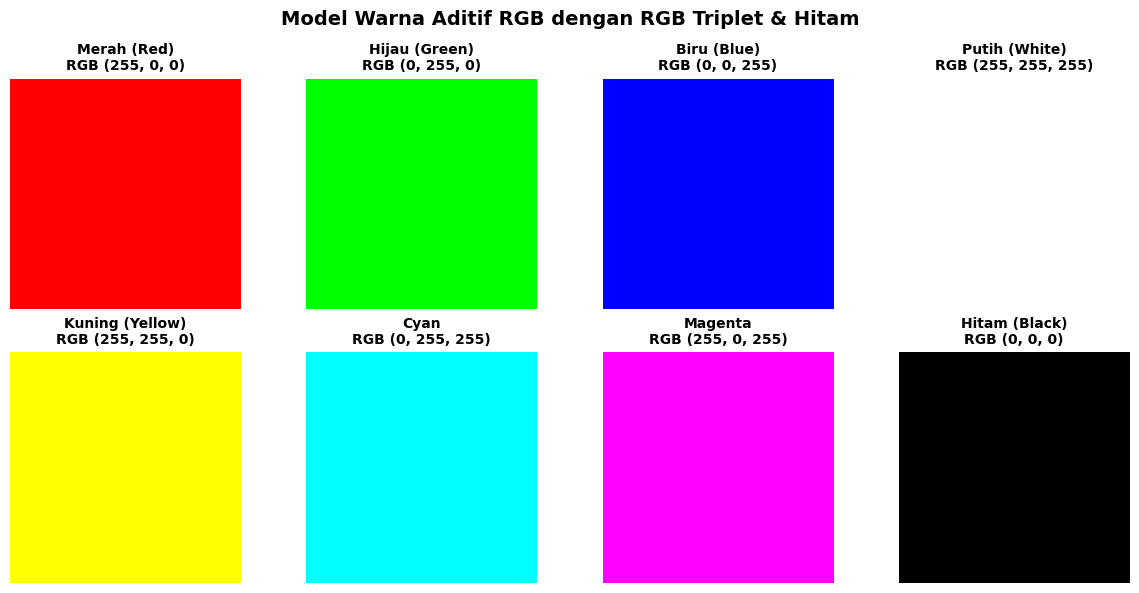 Model Warna Aditif RGB dengan RGB Triplet & Hitam
Merah (Red)
RGB (255, 0, 0)
Hijau (Green)
RGB (0, 255, 0)
Biru (Blue)
RGB (0, 0, 255)
Putih (White)
RGB (255, 255, 255)
Kuning (Yellow)
RGB (255, 255, 0)
Cyan
RGB (0, 255, 255)
Magenta
RGB (255, 0, 255)
Hitam (Black)
RGB (0, 0, 0)